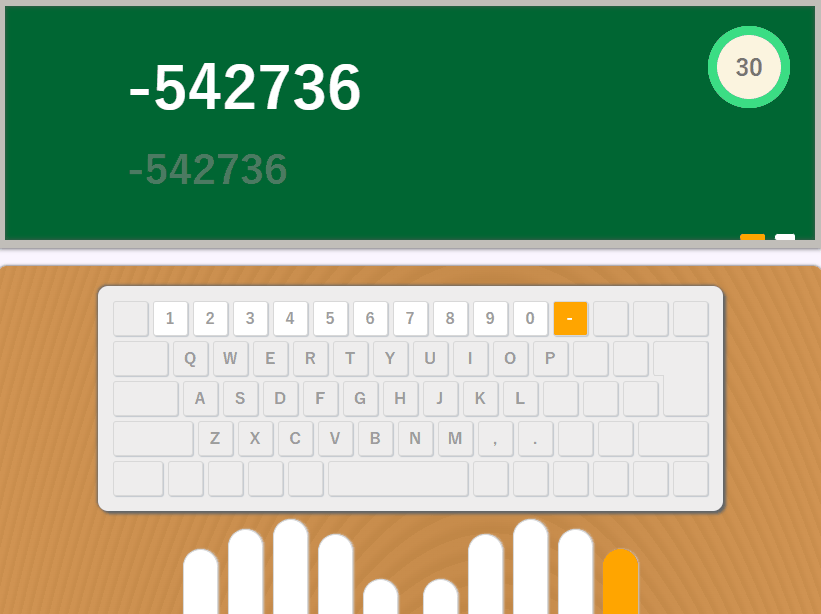 -542736
30
-542736
1 2 3 4 5 6 7 8 9 0 -
Q W E R T Y U I O P
A S D F G H J K L
Z X C V B N M , .